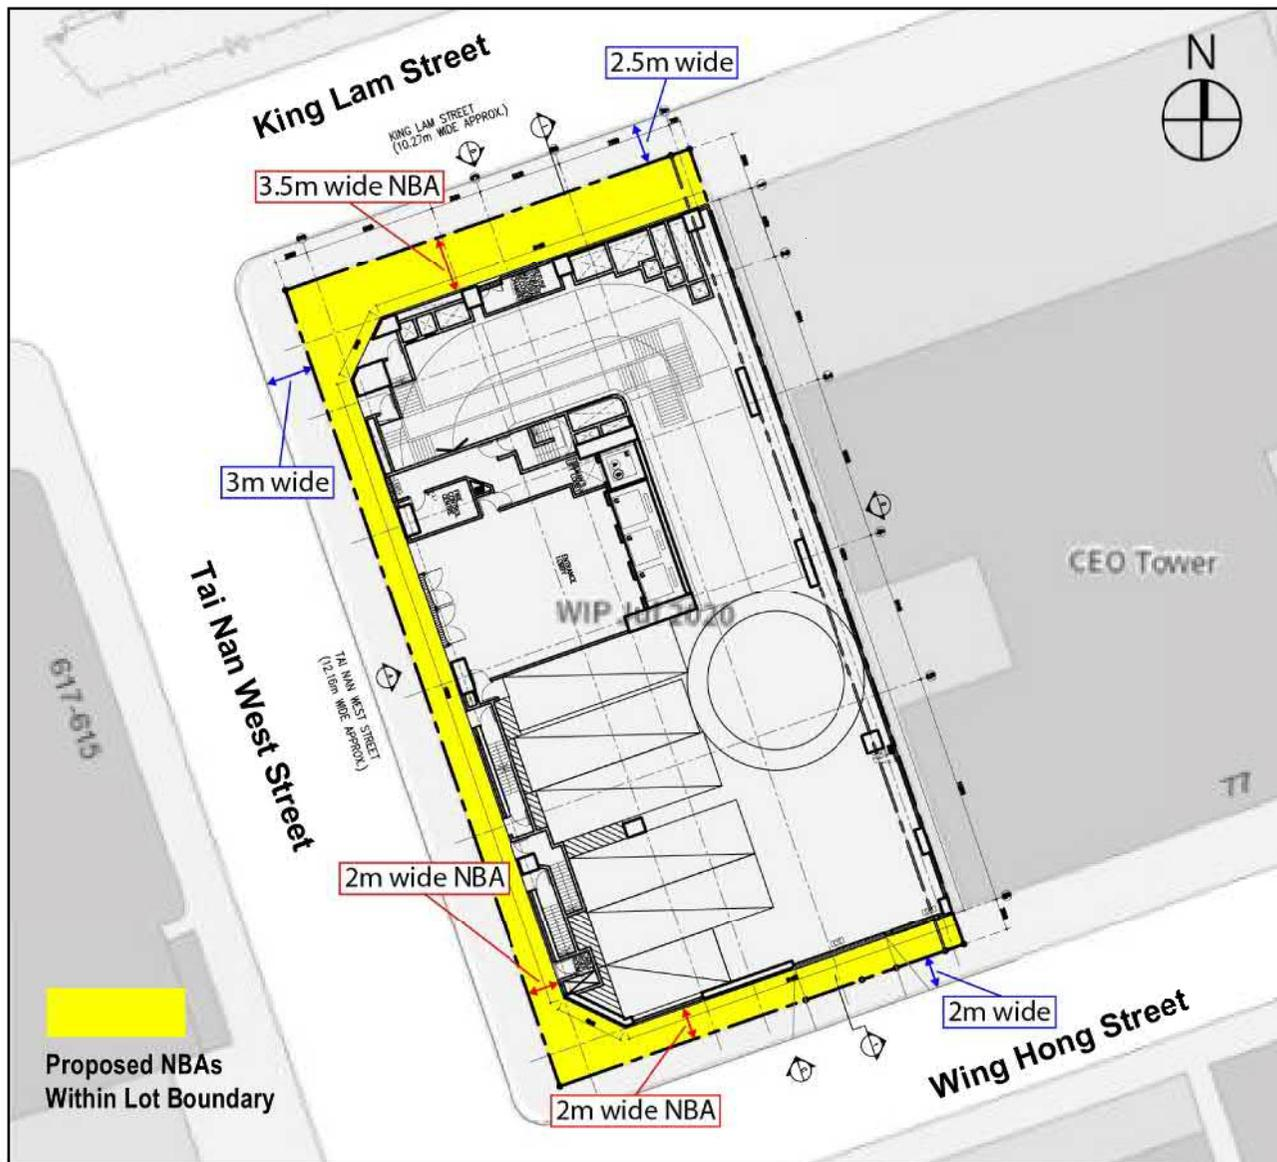 King Lam Street
2.5m wide
N
KING LAM STREET
(10.27m WIDE APPROX.)
3.5m wide NBA
3m wide
CEO Tower
ENTRANCE
LOBBY
WIP Jul 2020
Tai Nan West Street
617-615
TAI NAN WEST STREET
(12.16m WIDE APPROX.)
77
2m wide NBA
2m wide
Proposed NBAs
Within Lot Boundary
Wing Hong Street
2m wide NBA